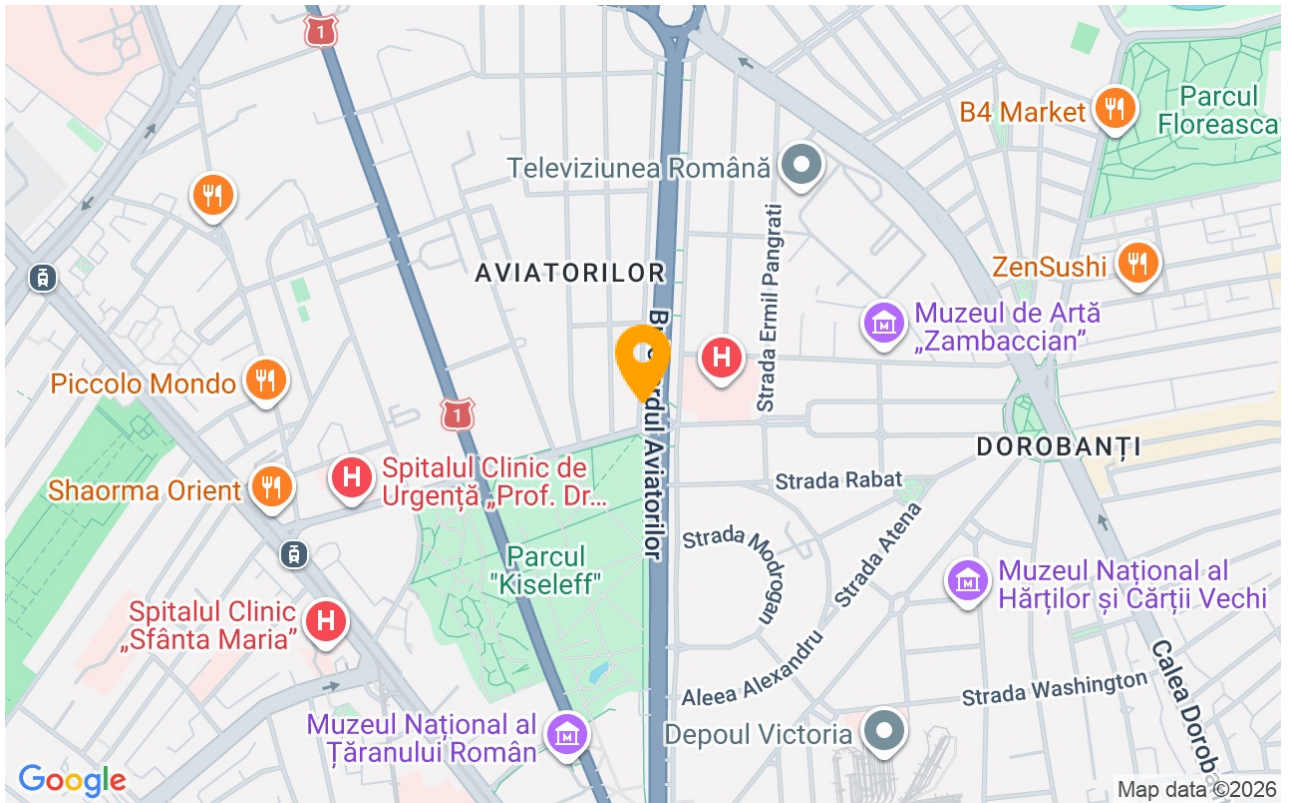 1
B4 Market
Parcul
Floreasca
Televiziunea Română
Strada Ermil Pangrati
AVIATORILOR
ZenSushi
Muzeul de Artă
„Zambaccian”
H
Piccolo Mondo
1
DOROBANȚI
H
Spitalul Clinic de
Urgență „Prof. Dr...
Shaorma Orient
Strada Rabat
Aviatorilor
Strada Modrogan
Strada Atena
Parcul
"Kiseleff"
Muzeul Național al
Hărților și Cărții Vechi
Spitalul Clinic
„Sfânta Maria”
H
Aleea Alexandru
Strada Washington
Calea
Muzeul Național al
Țăranului Român
Depoul Victoria
Google
Map data ©2026